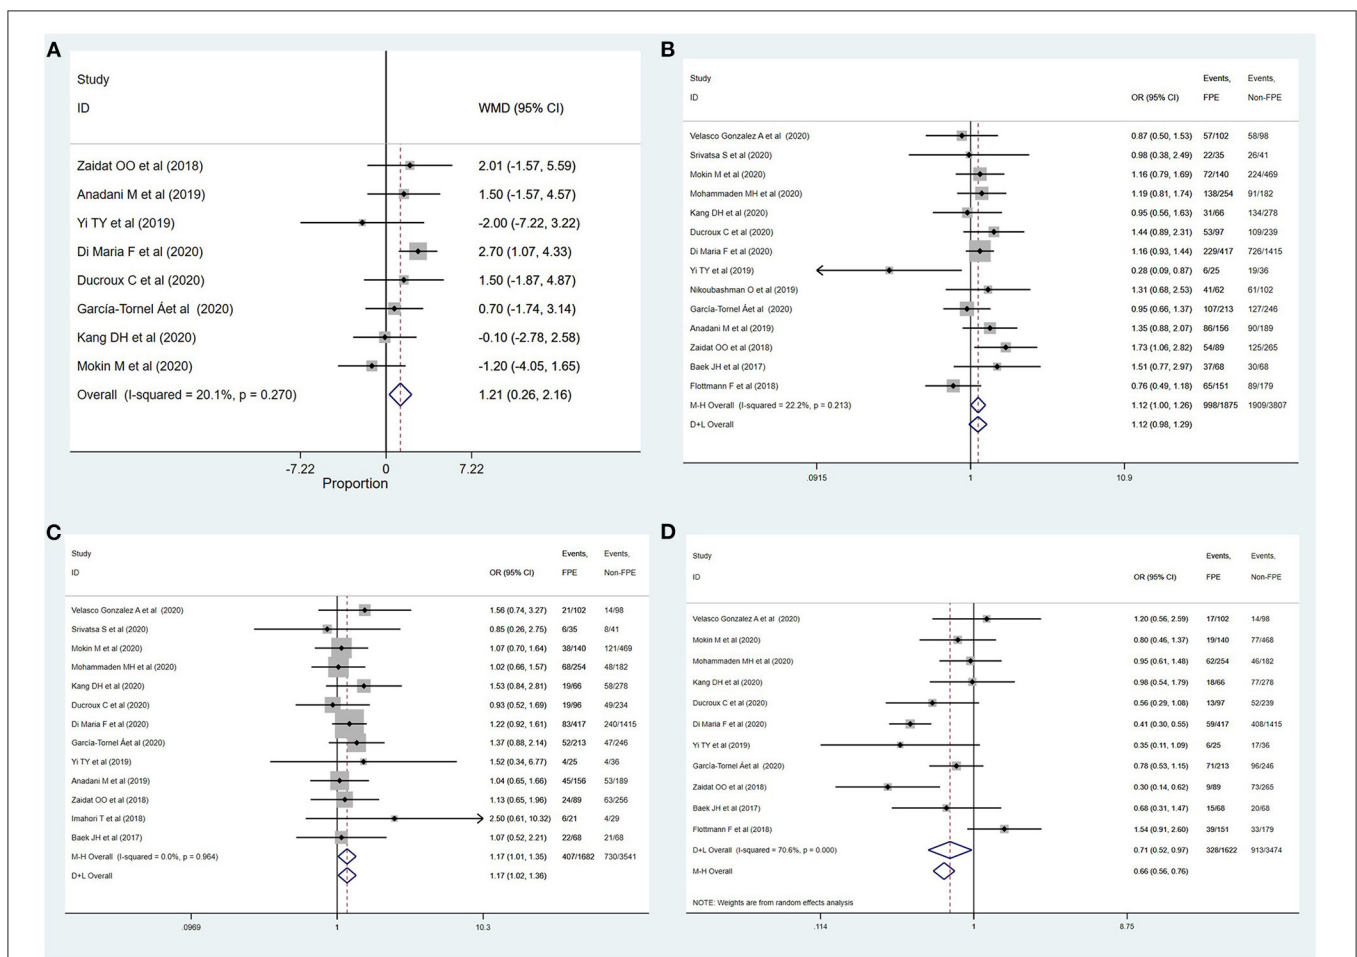 A
Study
ID WMD (95% CI)
Zaidat OO et al (2018) 2.01 (-1.57, 5.59)
Anadani M et al (2019) 1.50 (-1.57, 4.57)
Yi TY et al (2019) -2.00 (-7.22, 3.22)
Di Maria F et al (2020) 2.70 (1.07, 4.33)
Ducroux C et al (2020) 1.50 (-1.87, 4.87)
García-Tornel Áet al (2020) 0.70 (-1.74, 3.14)
Kang DH et al (2020) -0.10 (-2.78, 2.58)
Mokin M et al (2020) -1.20 (-4.05, 1.65)
Overall (I-squared = 20.1%, p = 0.270) 1.21 (0.26, 2.16)
-7.22 0 7.22
Proportion
B
Study Events, Events,
ID OR (95% CI) FPE Non-FPE
Velasco Gonzalez A et al (2020) 0.87 (0.50, 1.53) 57/102 58/98
Srivatsa S et al (2020) 0.98 (0.38, 2.49) 22/35 26/41
Mokin M et al (2020) 1.16 (0.79, 1.69) 72/140 224/469
Mohammaden MH et al (2020) 1.19 (0.81, 1.74) 138/254 91/182
Kang DH et al (2020) 0.95 (0.56, 1.63) 31/66 134/278
Ducroux C et al (2020) 1.44 (0.89, 2.31) 53/97 109/239
Di Maria F et al (2020) 1.16 (0.93, 1.44) 229/417 726/1415
Yi TY et al (2019) 0.28 (0.09, 0.87) 6/25 19/36
Nikoubashman O et al (2019) 1.31 (0.68, 2.53) 41/62 61/102
García-Tornel Áet al (2020) 0.95 (0.66, 1.37) 107/213 127/246
Anadani M et al (2019) 1.35 (0.88, 2.07) 86/156 90/189
Zaidat OO et al (2018) 1.73 (1.06, 2.82) 54/89 125/265
Baek JH et al (2017) 1.51 (0.77, 2.97) 37/68 30/68
Flottmann F et al (2018) 0.76 (0.49, 1.18) 65/151 89/179
M-H Overall (I-squared = 22.2%, p = 0.213) 1.12 (1.00, 1.26) 998/1875 1909/3807
D+L Overall 1.12 (0.98, 1.29)
.0915 1 10.9
C
Study Events, Events,
ID OR (95% CI) FPE Non-FPE
Velasco Gonzalez A et al (2020) 1.56 (0.74, 3.27) 21/102 14/98
Srivatsa S et al (2020) 0.85 (0.26, 2.75) 6/35 8/41
Mokin M et al (2020) 1.07 (0.70, 1.64) 38/140 121/469
Mohammaden MH et al (2020) 1.02 (0.66, 1.57) 68/254 48/182
Kang DH et al (2020) 1.53 (0.84, 2.81) 19/66 58/278
Ducroux C et al (2020) 0.93 (0.52, 1.69) 19/96 49/234
Di Maria F et al (2020) 1.22 (0.92, 1.61) 83/417 240/1415
García-Tornel Áet al (2020) 1.37 (0.88, 2.14) 52/213 47/246
Yi TY et al (2019) 1.52 (0.34, 6.77) 4/25 4/36
Anadani M et al (2019) 1.04 (0.65, 1.66) 45/156 53/189
Zaidat OO et al (2018) 1.13 (0.65, 1.96) 24/89 63/256
Imahori T et al (2018) 2.50 (0.61, 10.32) 6/21 4/29
Baek JH et al (2017) 1.07 (0.52, 2.21) 22/68 21/68
M-H Overall (I-squared = 0.0%, p = 0.964) 1.17 (1.01, 1.35) 407/1682 730/3541
D+L Overall 1.17 (1.02, 1.36)
.0969 1 10.3
D
Study Events, Events,
ID OR (95% CI) FPE Non-FPE
Velasco Gonzalez A et al (2020) 1.20 (0.56, 2.59) 17/102 14/98
Mokin M et al (2020) 0.80 (0.46, 1.37) 19/140 77/468
Mohammaden MH et al (2020) 0.95 (0.61, 1.48) 62/254 46/182
Kang DH et al (2020) 0.98 (0.54, 1.79) 18/66 77/278
Ducroux C et al (2020) 0.56 (0.29, 1.08) 13/97 52/239
Di Maria F et al (2020) 0.41 (0.30, 0.55) 59/417 408/1415
Yi TY et al (2019) 0.35 (0.11, 1.09) 6/25 17/36
García-Tornel Áet al (2020) 0.78 (0.53, 1.15) 71/213 96/246
Zaidat OO et al (2018) 0.30 (0.14, 0.62) 9/89 73/265
Baek JH et al (2017) 0.68 (0.31, 1.47) 15/68 20/68
Flottmann F et al (2018) 1.54 (0.91, 2.60) 39/151 33/179
D+L Overall (I-squared = 70.6%, p = 0.000) 0.71 (0.52, 0.97) 328/1622 913/3474
M-H Overall 0.66 (0.56, 0.76)
NOTE: Weights are from random effects analysis
.114 1 8.75